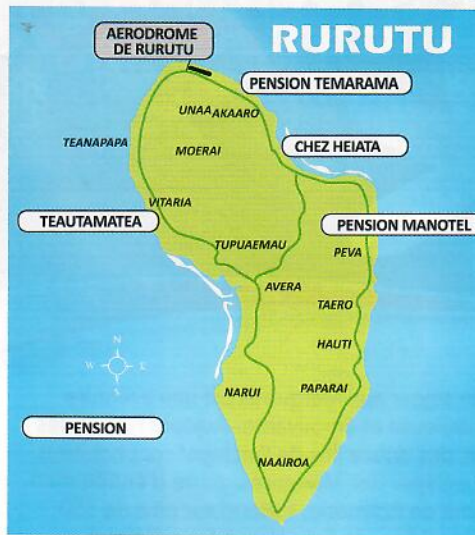 AERODROME
DE RURUTU
RURUTU
PENSION TEMARAMA
UNAA
AKAARO
TEANAPAPA
MOERAI
CHEZ HEIATA
VITARIA
TEAUTAMATEA
PENSION MANOTEL
TUPUAEMAU
PEVA
AVERA
TAERO
N
W
E
S
HAUTI
NARUI
PAPARAI
PENSION
NAAIROA